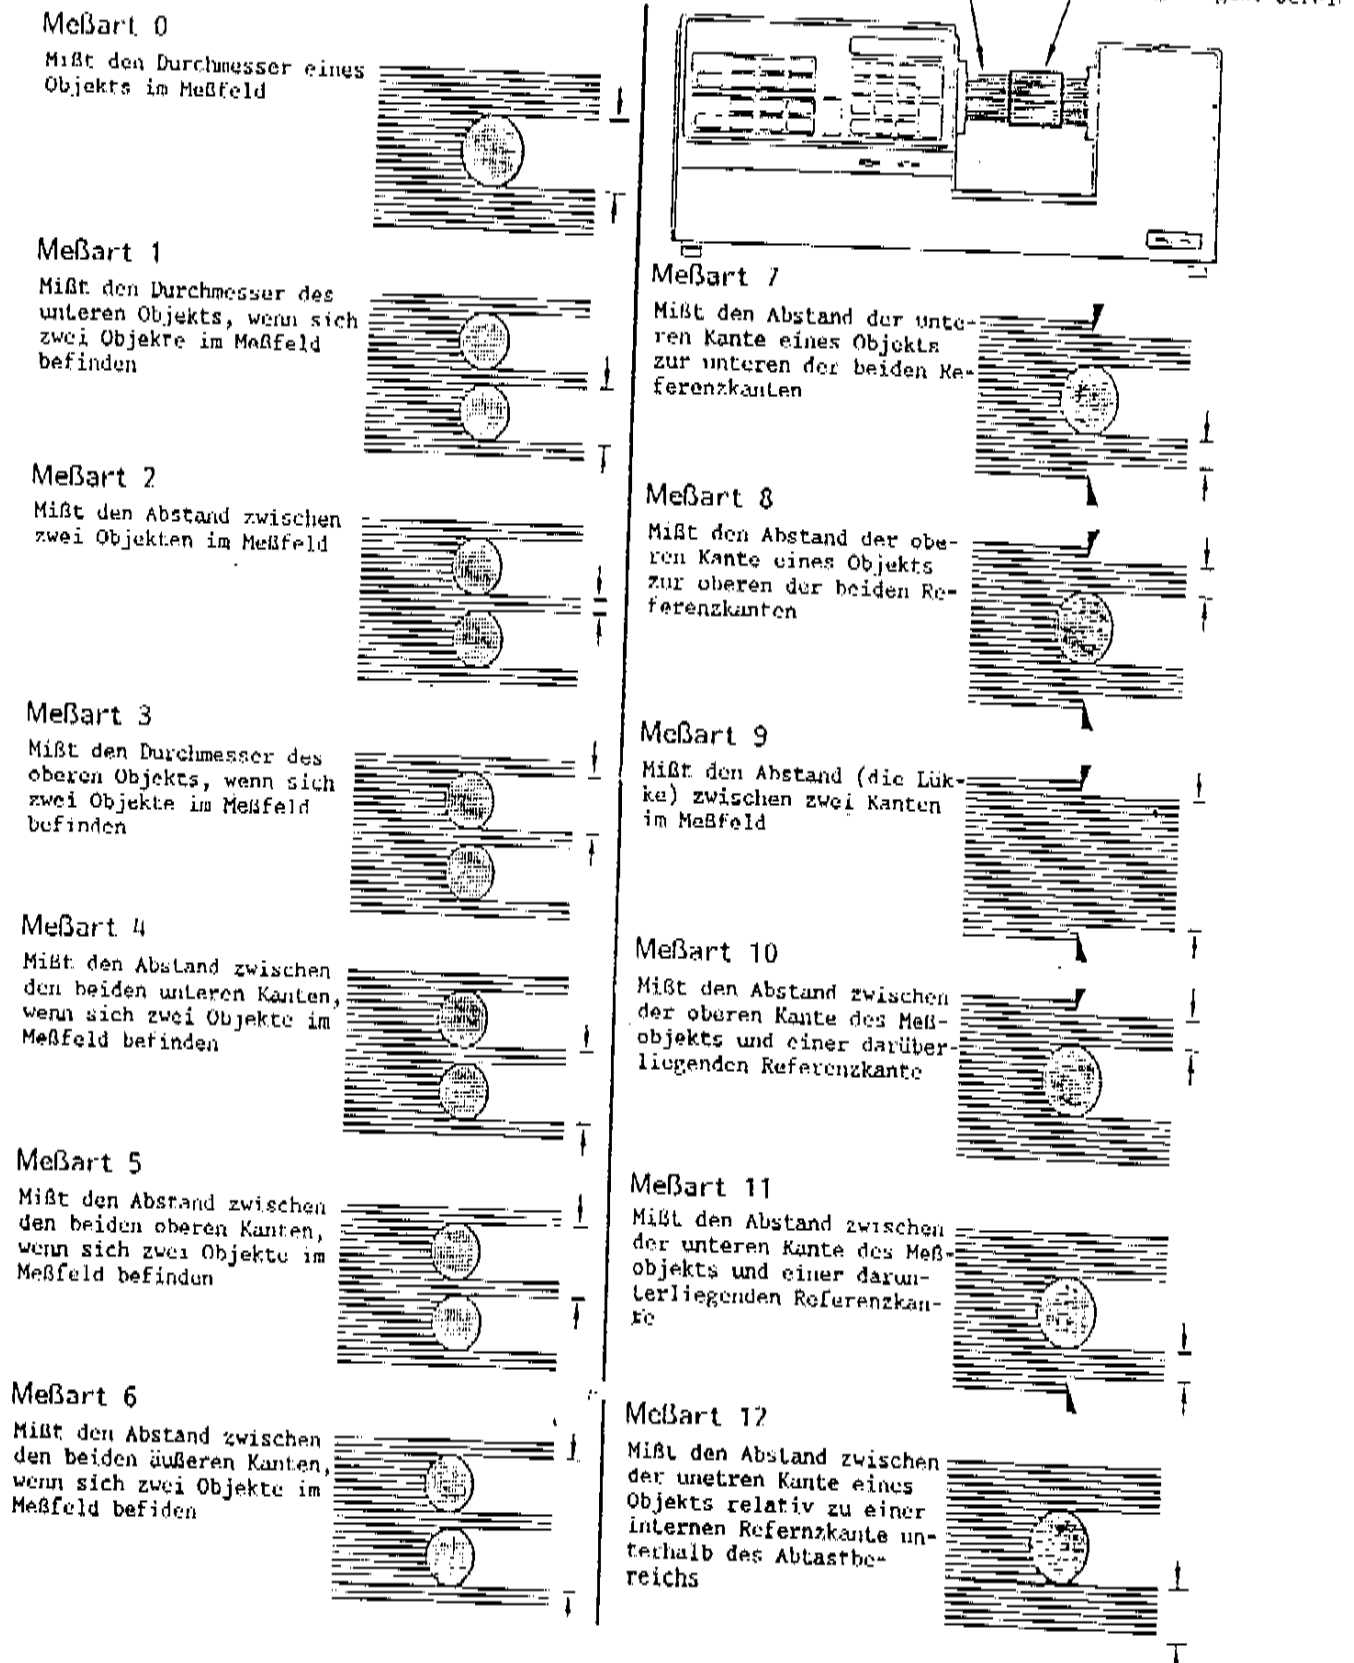 Meßart 0
Mißt den Durchmesser eines
Objekts im Meßfeld
Meßart 1
Mißt den Durchmesser des
unteren Objekts, wenn sich
zwei Objekte im Meßfeld
befinden
Meßart 2
Mißt den Abstand zwischen
zwei Objekten im Meßfeld
Meßart 3
Mißt den Durchmesser des
oberen Objekts, wenn sich
zwei Objekte im Meßfeld
befinden
Meßart 4
Mißt den Abstand zwischen
den beiden unteren Kanten,
wenn sich zwei Objekte im
Meßfeld befinden
Meßart 5
Mißt den Abstand zwischen
den beiden oberen Kanten,
wenn sich zwei Objekte im
Meßfeld befinden
Meßart 6
Mißt den Abstand zwischen
den beiden äußeren Kanten,
wenn sich zwei Objekte im
Meßfeld befiden
Meßart 7
Mißt den Abstand der unte-
ren Kante eines Objekts
zur unteren der beiden Re-
ferenzkanten
Meßart 8
Mißt den Abstand der obe-
ren Kante eines Objekts
zur oberen der beiden Re-
ferenzkanten
Meßart 9
Mißt den Abstand (die Lük-
ke) zwischen zwei Kanten
im Meßfeld
Meßart 10
Mißt den Abstand zwischen
der oberen Kante des Meß-
objekts und einer darüber-
liegenden Referenzkante
Meßart 11
Mißt den Abstand zwischen
der unteren Kante des Meß-
objekts und einer darun-
terliegenden Referenzkan-
te
Meßart 12
Mißt den Abstand zwischen
der unetren Kante eines
Objekts relativ zu einer
internen Refernzkante un-
terhalb des Abtastbe-
reichs